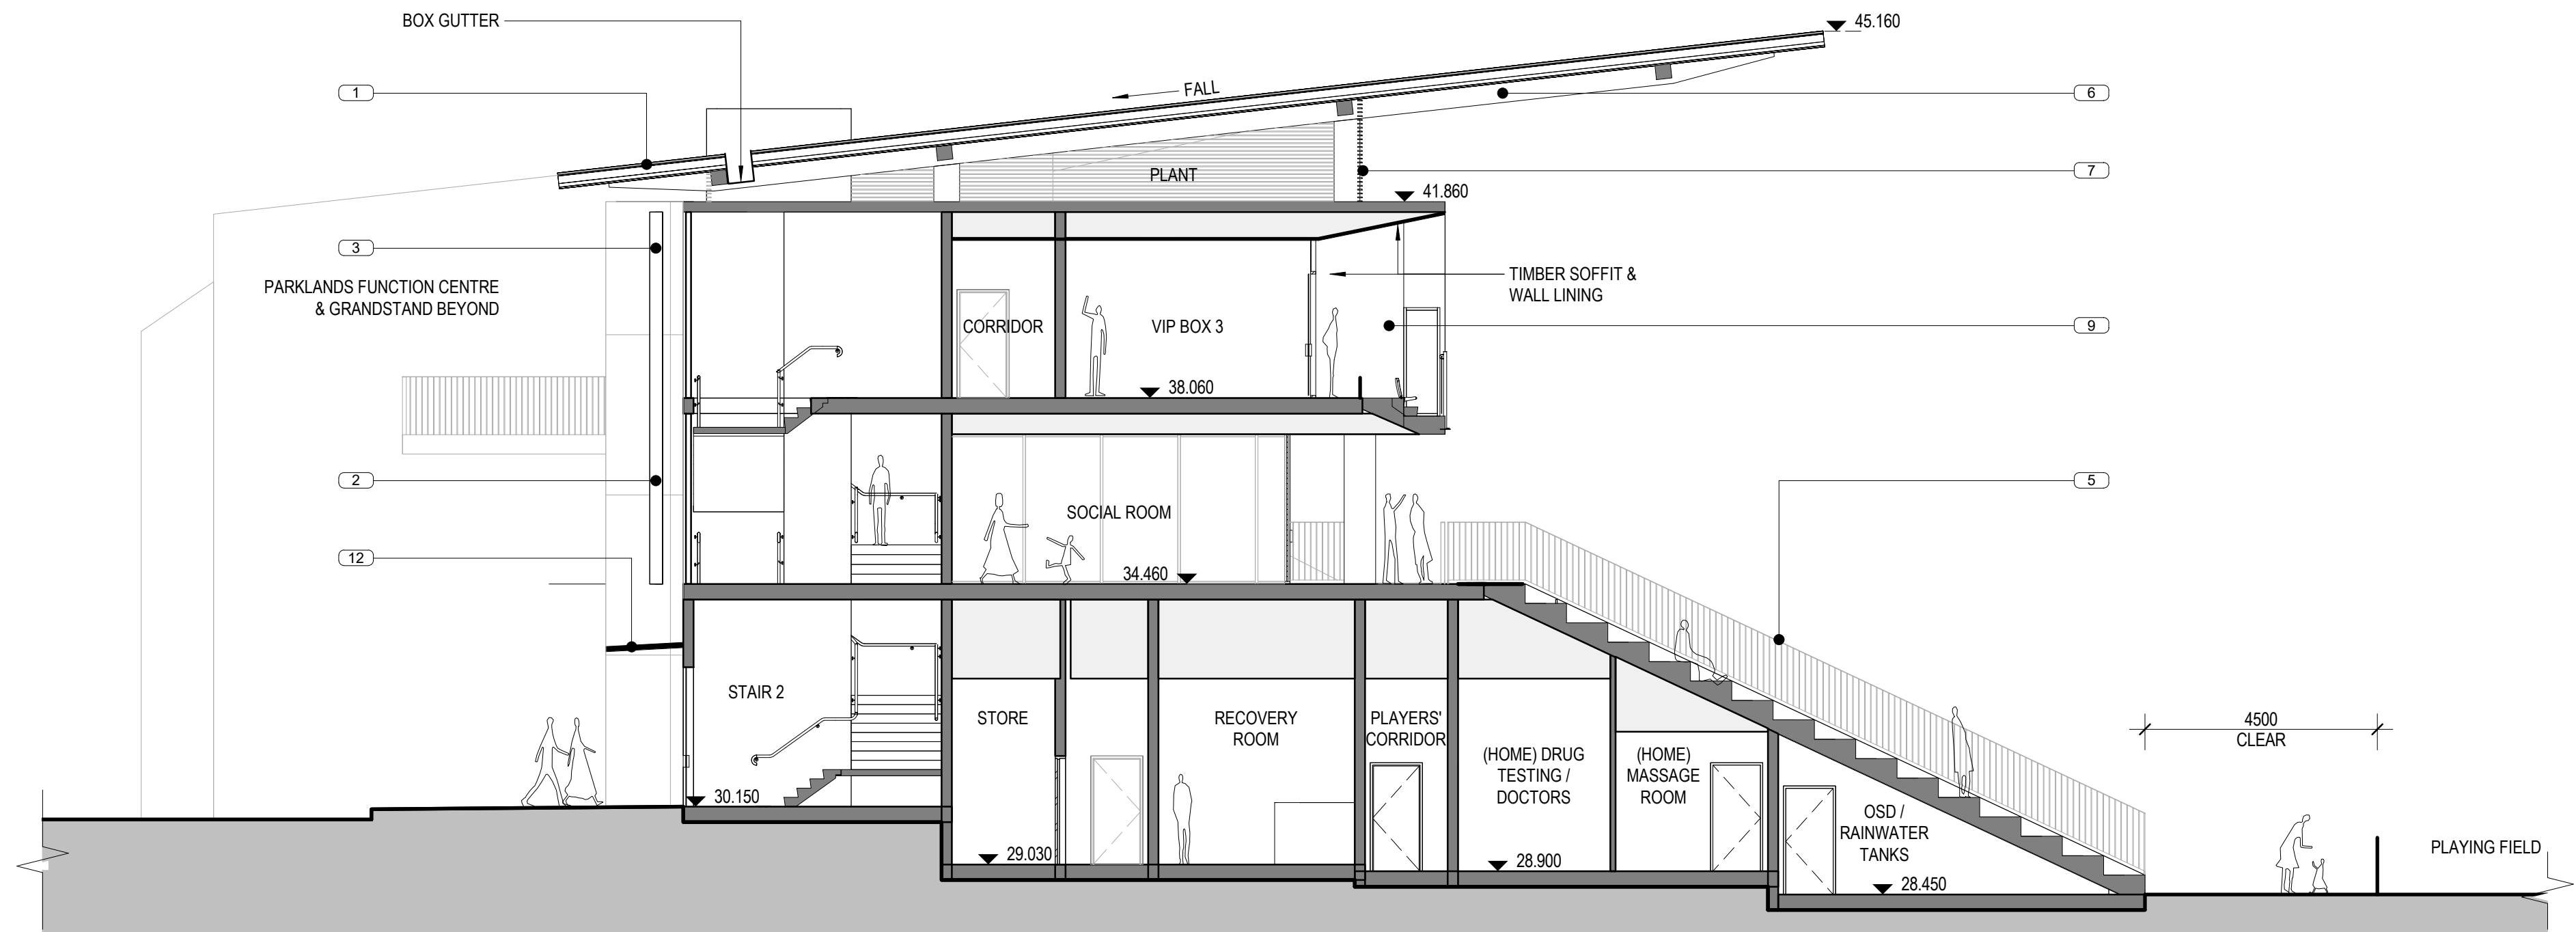 BOX GUTTER
45.160
1
FALL
6
PLANT
7
41.860
3
PARKLANDS FUNCTION CENTRE
& GRANDSTAND BEYOND
TIMBER SOFFIT &
WALL LINING
CORRIDOR
VIP BOX 3
9
38.060
2
5
SOCIAL ROOM
12
34.460
STAIR 2
STORE
RECOVERY
ROOM
PLAYERS'
CORRIDOR
(HOME) DRUG
TESTING /
DOCTORS
(HOME)
MASSAGE
ROOM
4500
CLEAR
30.150
OSD /
RAINWATER
TANKS
29.030
28.900
28.450
PLAYING FIELD